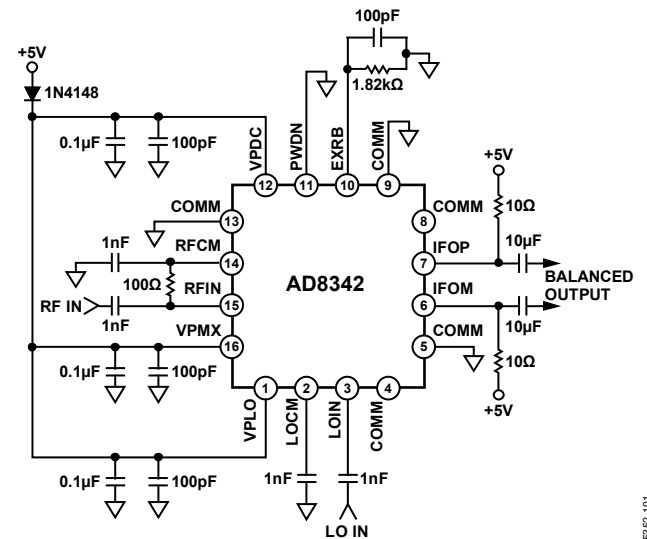 100pF
+5V
1N4148
1.82kΩ
0.1µF
100pF
VPDC
PWDN
EXRB
COMM
+5V
12
11
10
9
COMM
13
COMM
8
10Ω
1nF
RFCM
14
IFOP
7
10µF
100Ω
AD8342
BALANCED
OUTPUT
RF IN
RFIN
15
IFOM
6
1nF
10µF
VPMX
16
COMM
5
0.1µF
100pF
10Ω
1
2
3
4
VPLO
LOCM
LOIN
COMM
+5V
0.1µF
100pF
1nF
1nF
LO IN